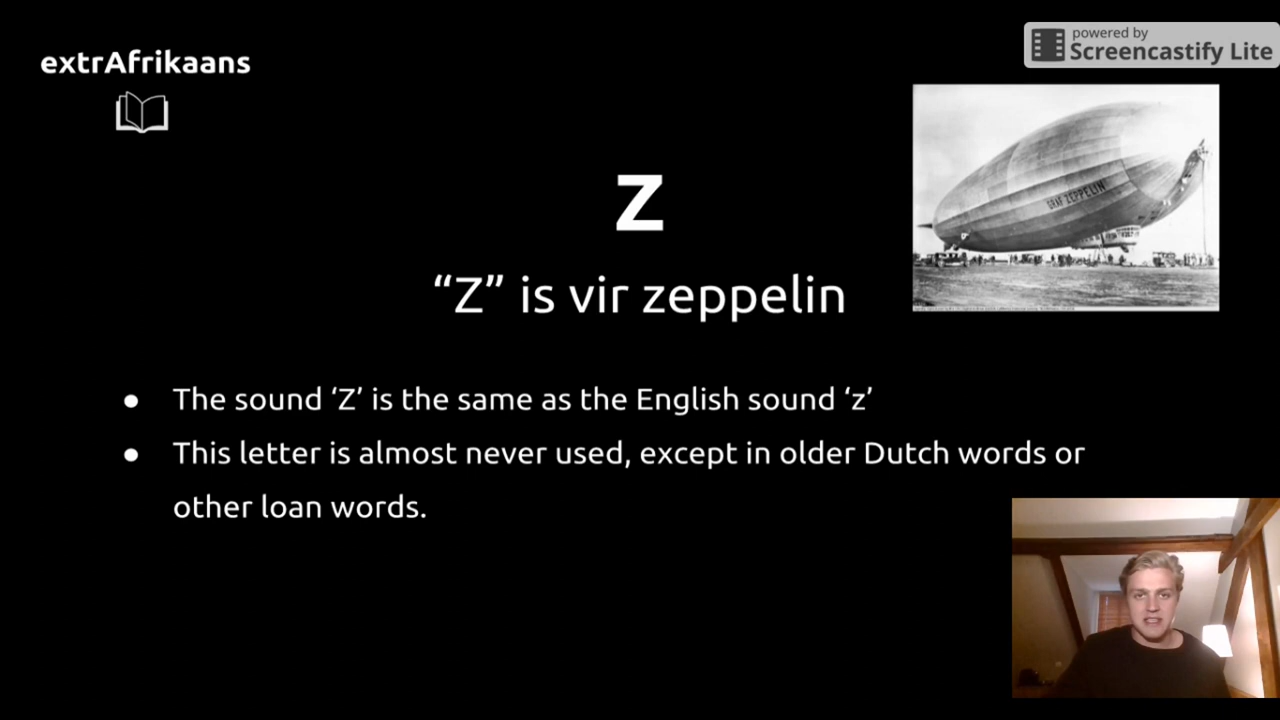 extrAfrikaans
powered by
Screencastify Lite
GRAF ZEPPELIN
Z
“Z” is vir zeppelin
● The sound ‘Z’ is the same as the English sound ‘z’
● This letter is almost never used, except in older Dutch words or
other loan words.